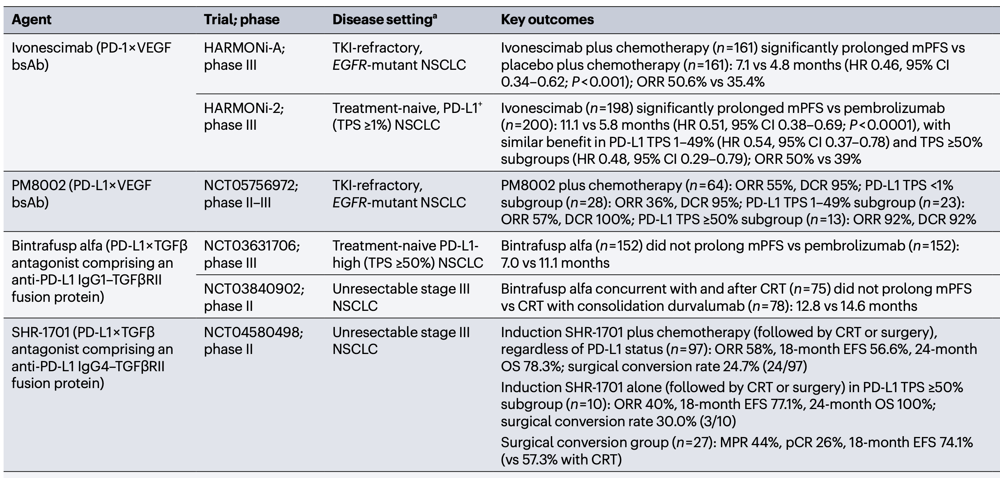 Agent
Trial; phase
Disease settingᵃ
Key outcomes
Ivonescimab (PD-1×VEGF
bsAb)
HARMONi-A;
phase III
TKI-refractory,
EGFR-mutant NSCLC
Ivonescimab plus chemotherapy (n=161) significantly prolonged mPFS vs
placebo plus chemotherapy (n=161): 7.1 vs 4.8 months (HR 0.46, 95% CI
0.34–0.62; P<0.001); ORR 50.6% vs 35.4%
HARMONi-2;
phase III
Treatment-naive, PD-L1⁺
(TPS ≥1%) NSCLC
Ivonescimab (n=198) significantly prolonged mPFS vs pembrolizumab
(n=200): 11.1 vs 5.8 months (HR 0.51, 95% CI 0.38–0.69; P<0.0001), with
similar benefit in PD-L1 TPS 1–49% (HR 0.54, 95% CI 0.37–0.78) and TPS ≥50%
subgroups (HR 0.48, 95% CI 0.29–0.79); ORR 50% vs 39%
PM8002 (PD-L1×VEGF
bsAb)
NCT05756972;
phase II–III
TKI-refractory,
EGFR-mutant NSCLC
PM8002 plus chemotherapy (n=64): ORR 55%, DCR 95%; PD-L1 TPS <1%
subgroup (n=28): ORR 36%, DCR 95%; PD-L1 TPS 1–49% subgroup (n=23):
ORR 57%, DCR 100%; PD-L1 TPS ≥50% subgroup (n=13): ORR 92%, DCR 92%
Bintrafusp alfa (PD-L1×TGFβ
antagonist comprising an
anti-PD-L1 IgG1–TGFβRII
fusion protein)
NCT03631706;
phase III
Treatment-naive PD-L1-
high (TPS ≥50%) NSCLC
Bintrafusp alfa (n=152) did not prolong mPFS vs pembrolizumab (n=152):
7.0 vs 11.1 months
NCT03840902;
phase II
Unresectable stage III
NSCLC
Bintrafusp alfa concurrent with and after CRT (n=75) did not prolong mPFS
vs CRT with consolidation durvalumab (n=78): 12.8 vs 14.6 months
SHR-1701 (PD-L1×TGFβ
antagonist comprising an
anti-PD-L1 IgG4–TGFβRII
fusion protein)
NCT04580498;
phase II
Unresectable stage III
NSCLC
Induction SHR-1701 plus chemotherapy (followed by CRT or surgery),
regardless of PD-L1 status (n=97): ORR 58%, 18-month EFS 56.6%, 24-month
OS 78.3%; surgical conversion rate 24.7% (24/97)
Induction SHR-1701 alone (followed by CRT or surgery) in PD-L1 TPS ≥50%
subgroup (n=10): ORR 40%, 18-month EFS 77.1%, 24-month OS 100%;
surgical conversion rate 30.0% (3/10)
Surgical conversion group (n=27): MPR 44%, pCR 26%, 18-month EFS 74.1%
(vs 57.3% with CRT)